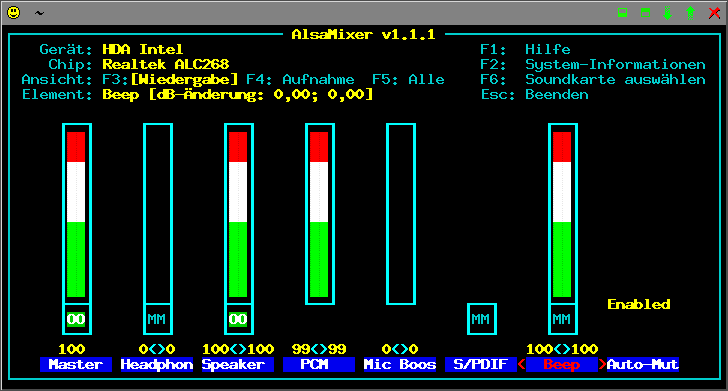 ~
AlsaMixer v1.1.1
Gerät: HDA Intel F1: Hilfe
Chip: Realtek ALC268 F2: System-Informationen
Ansicht: F3:[Wiedergabe] F4: Aufnahme F5: Alle F6: Soundkarte auswählen
Element: Beep [dB-Änderung: 0,00; 0,00] Esc: Beenden
Enabled
OO MM OO MM MM
100 0<>0 100<>100 99<>99 0<>0 100<>100
Master Headphon Speaker PCM Mic Boos S/PDIF < Beep >Auto-Mut